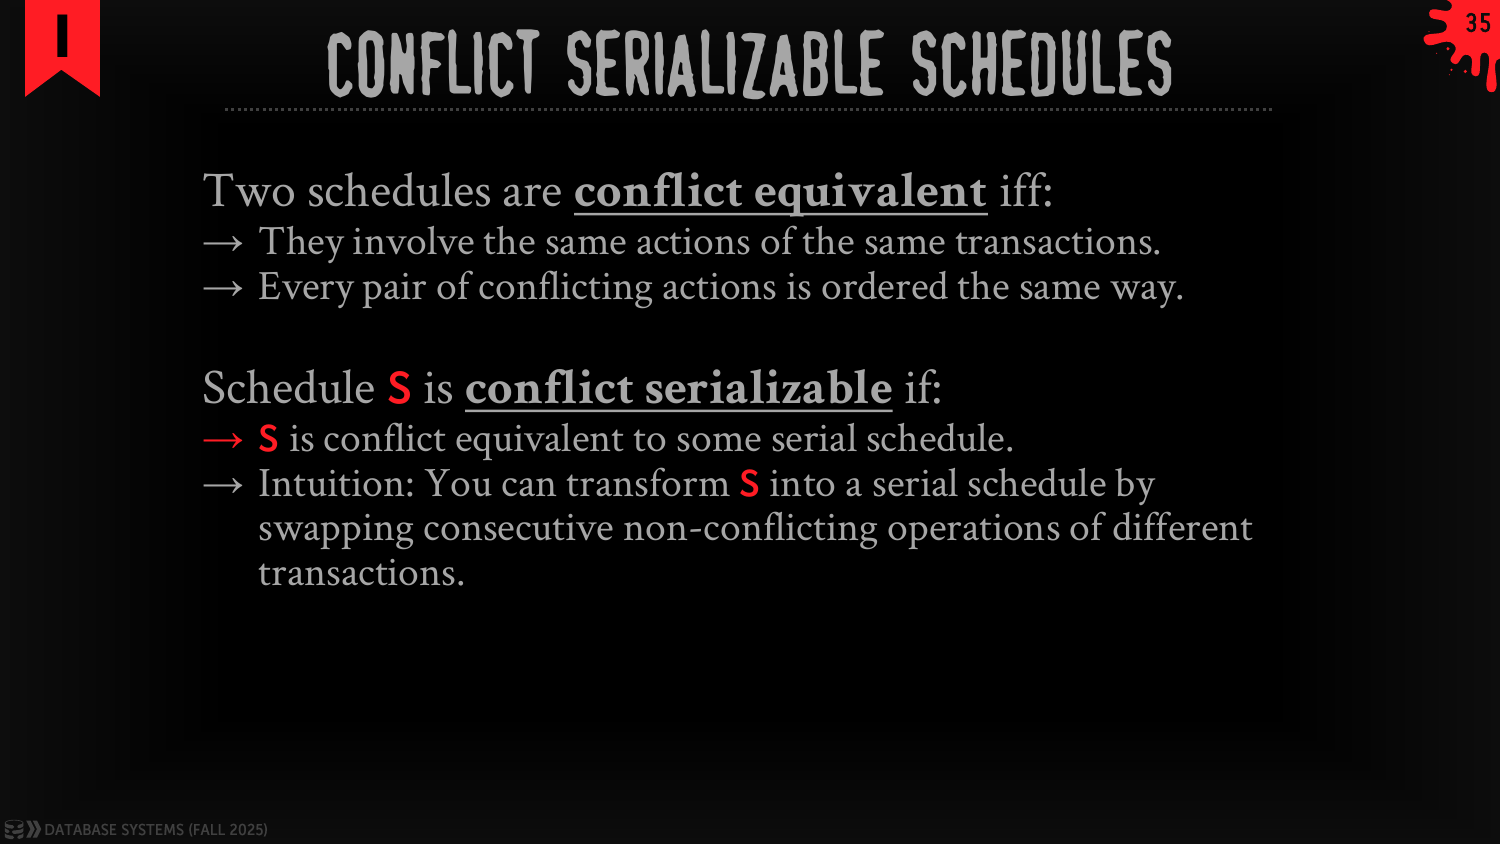 I
35
CONFLICT SERIALIZABLE SCHEDULES
Two schedules are conflict equivalent iff:
→ They involve the same actions of the same transactions.
→ Every pair of conflicting actions is ordered the same way.
Schedule S is conflict serializable if:
→ S is conflict equivalent to some serial schedule.
→ Intuition: You can transform S into a serial schedule by
swapping consecutive non-conflicting operations of different
transactions.
DATABASE SYSTEMS (FALL 2025)